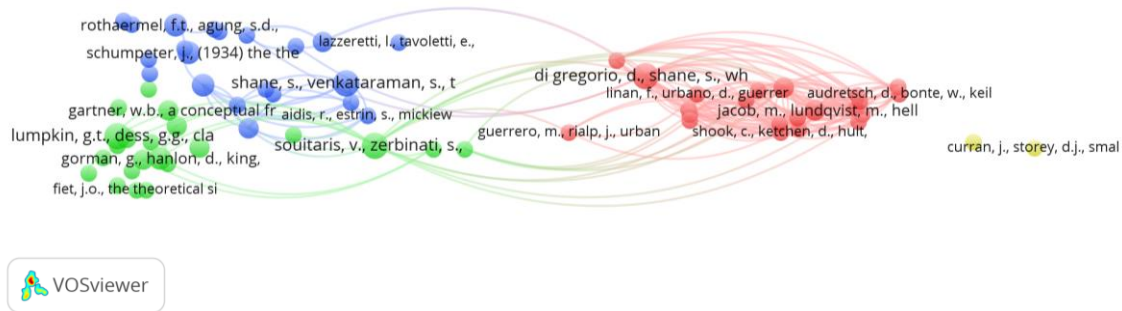 rothaermel, f.t., agung, s.d.,
lazzeretti, l., tavoletti, e.,
schumpeter, j., (1934) the the
shane, s., venkataraman, s., t
di gregorio, d., shane, s., wh
linan, f., urbano, d., guerrer
audretsch, d., bonte, w., keil
gartner, w.b., a conceptual fr
aidis, r., estrin, s., mickiew
jacob, m., lundqvist, m., hell
lumpkin, g.t., dess, g.g., cla
guerrero, m., rialp, j., urban
shook, c., ketchen, d., hult,
souitaris, v., zerbinati, s.,
curran, j., storey, d.j., smal
gorman, g., hanlon, d., king,
fiet, j.o., the theoretical si
VOSviewer